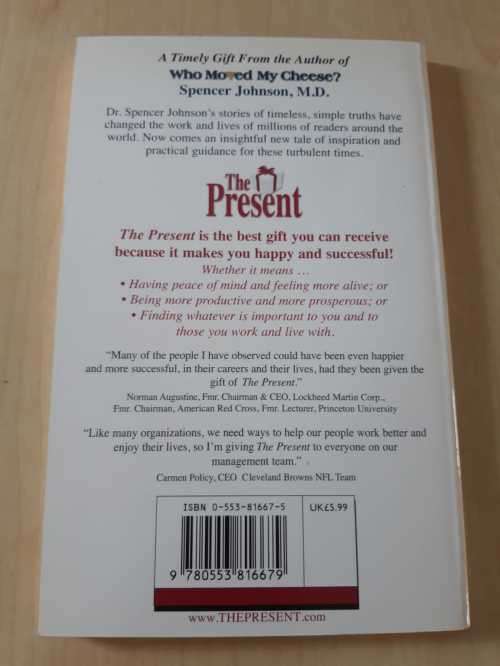 A Timely Gift From the Author of
Who Moved My Cheese?
Spencer Johnson, M.D.
Dr. Spencer Johnson's stories of timeless, simple truths have
changed the work and lives of millions of readers around the
world. Now comes an insightful new tale of inspiration and
practical guidance for these turbulent times.
The
Present
The Present is the best gift you can receive
because it makes you happy and successful!
Whether it means ...
• Having peace of mind and feeling more alive; or
• Being more productive and more prosperous; or
• Finding whatever is important to you and to
those you work and live with.
"Many of the people I have observed could have been even happier
and more successful, in their careers and their lives, had they been given the
gift of The Present."
Norman Augustine, Fmr. Chairman & CEO, Lockheed Martin Corp.,
Fmr. Chairman, American Red Cross, Fmr. Lecturer, Princeton University
"Like many organizations, we need ways to help our people work better and
enjoy their lives, so I'm giving The Present to everyone on our
management team."
Carmen Policy, CEO Cleveland Browns NFL Team
ISBN 0-553-81667-5
UK£5.99
9 780553 816679
www.THEPRESENT.com